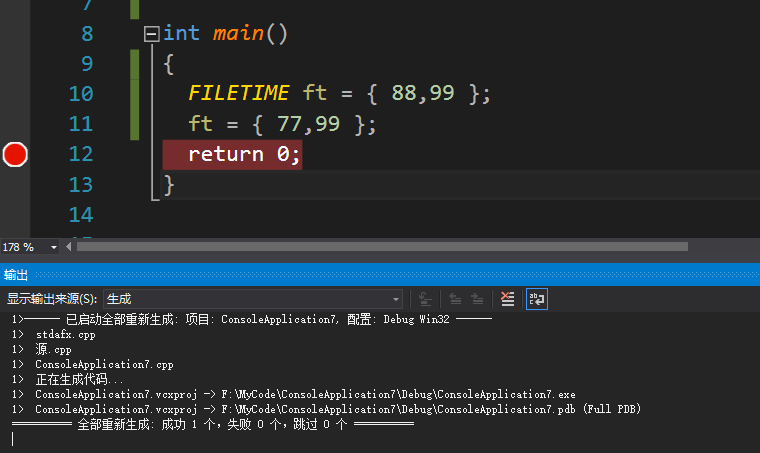 7
8 int main()
9 {
10 FILETIME ft = { 88,99 };
11 ft = { 77,99 };
12 return 0;
13 }
14
178 %
输出
显示输出来源(S): 生成
1>------ 已启动全部重新生成: 项目: ConsoleApplication7, 配置: Debug Win32 ------
1> stdafx.cpp
1> 源.cpp
1> ConsoleApplication7.cpp
1> 正在生成代码...
1> ConsoleApplication7.vcxproj -> F:\MyCode\ConsoleApplication7\Debug\ConsoleApplication7.exe
1> ConsoleApplication7.vcxproj -> F:\MyCode\ConsoleApplication7\Debug\ConsoleApplication7.pdb (Full PDB)
========== 全部重新生成: 成功 1 个，失败 0 个，跳过 0 个 ==========